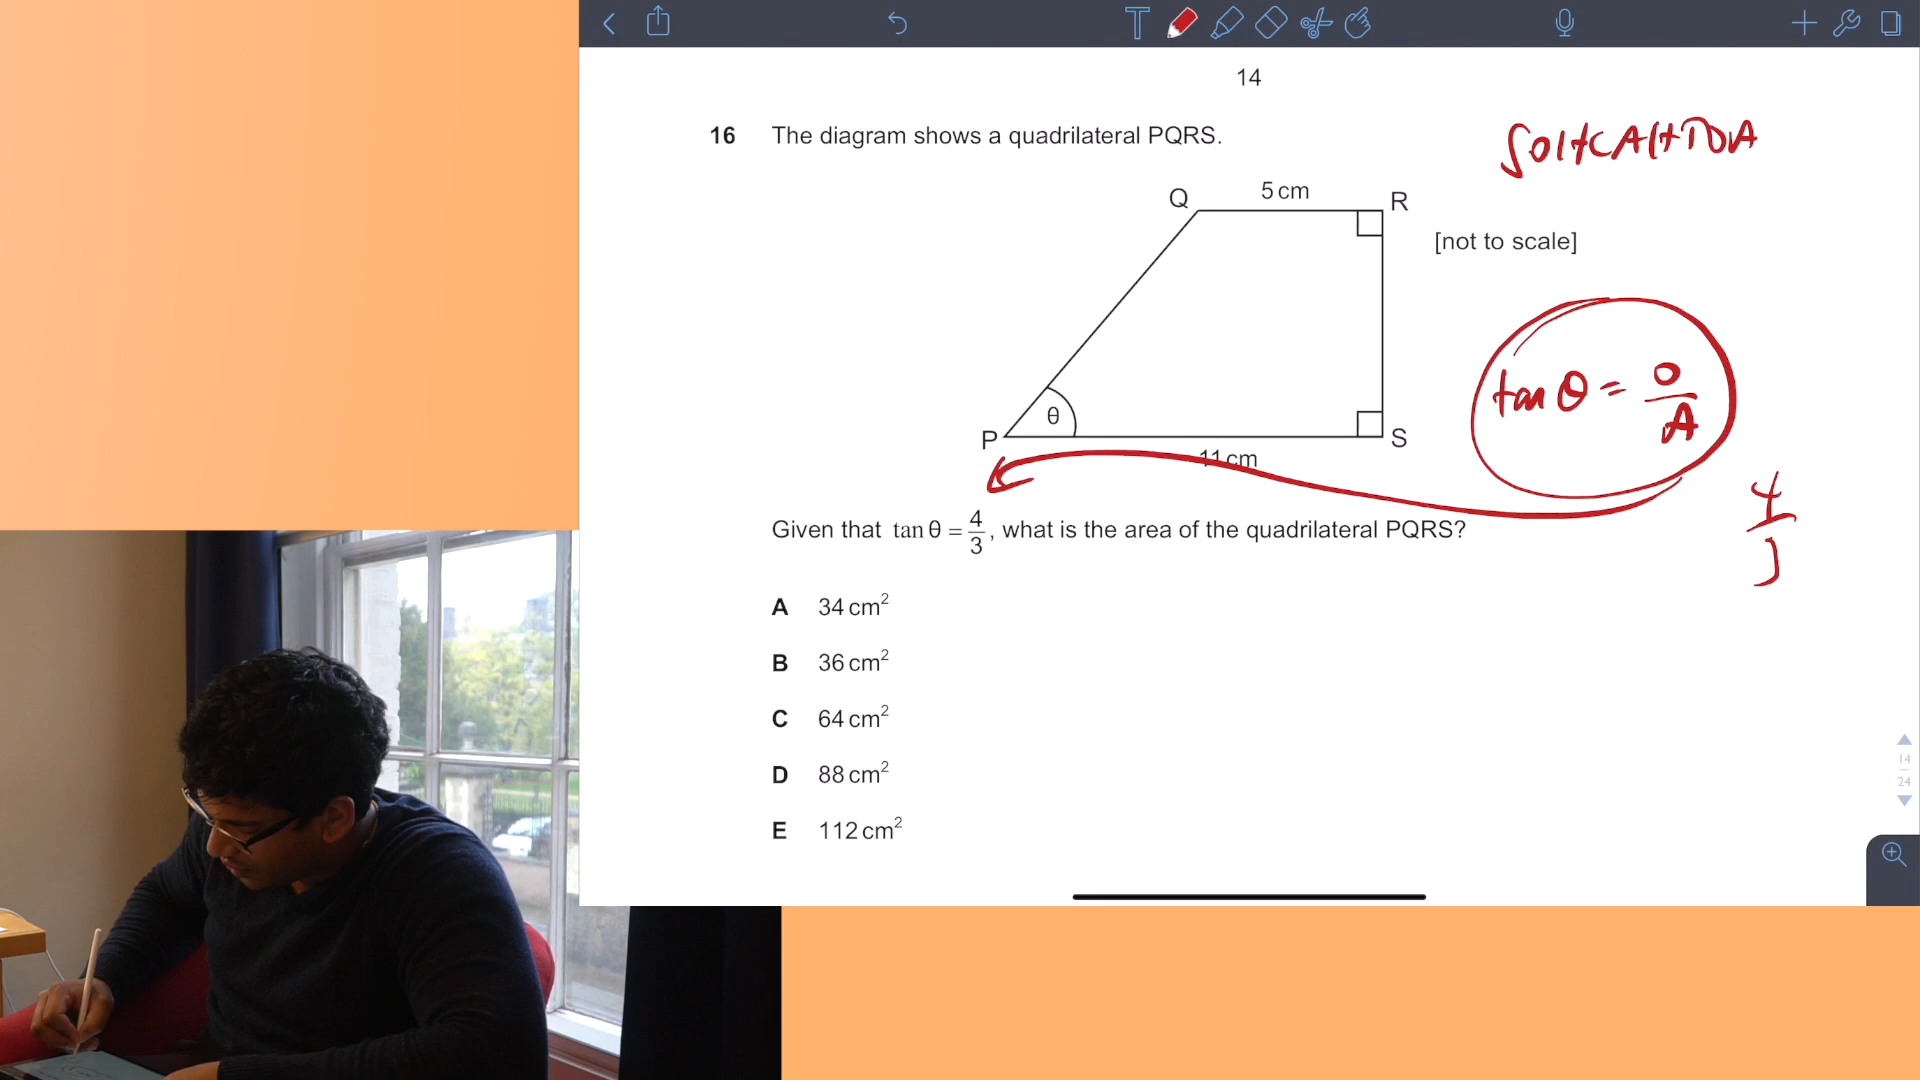 14
16 The diagram shows a quadrilateral PQRS.
SOHCAHTOA
Q 5 cm R
[not to scale]
tan θ = O/A
θ
P S
11 cm
4/3
Given that tan θ = 4/3, what is the area of the quadrilateral PQRS?
A 34 cm²
B 36 cm²
C 64 cm²
D 88 cm²
E 112 cm²
14
24